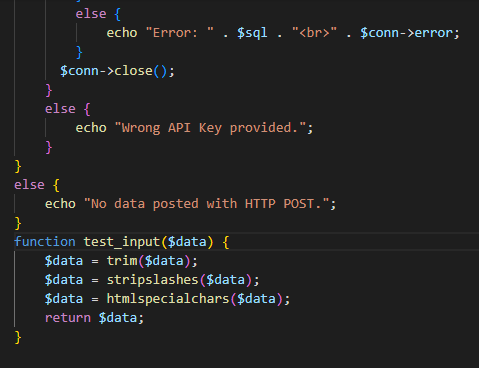 else {
echo "Error: " . $sql . "<br>" . $conn->error;
}
$conn->close();
}
else {
echo "Wrong API Key provided.";
}
}
else {
echo "No data posted with HTTP POST.";
}
function test_input($data) {
$data = trim($data);
$data = stripslashes($data);
$data = htmlspecialchars($data);
return $data;
}